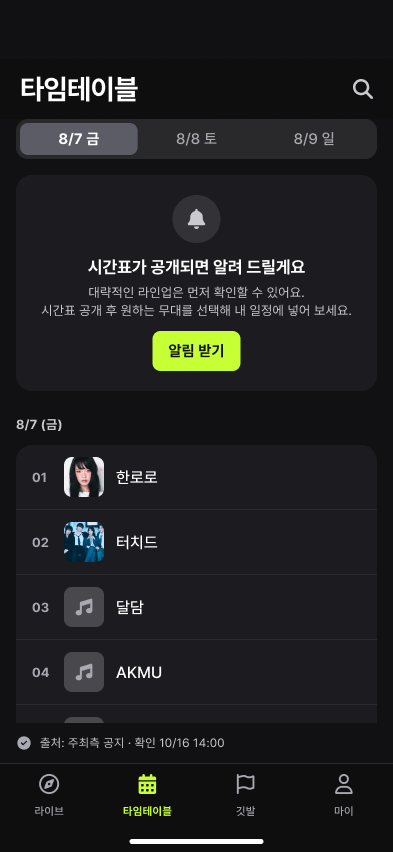 타임테이블
8/7 금
8/8 토
8/9 일
시간표가 공개되면 알려 드릴게요
대략적인 라인업은 먼저 확인할 수 있어요.
시간표 공개 후 원하는 무대를 선택해 내 일정에 넣어 보세요.
알림 받기
8/7 (금)
01 한로로
02 터치드
03 달담
04 AKMU
출처: 주최측 공지 · 확인 10/16 14:00
라이브
타임테이블
깃발
마이